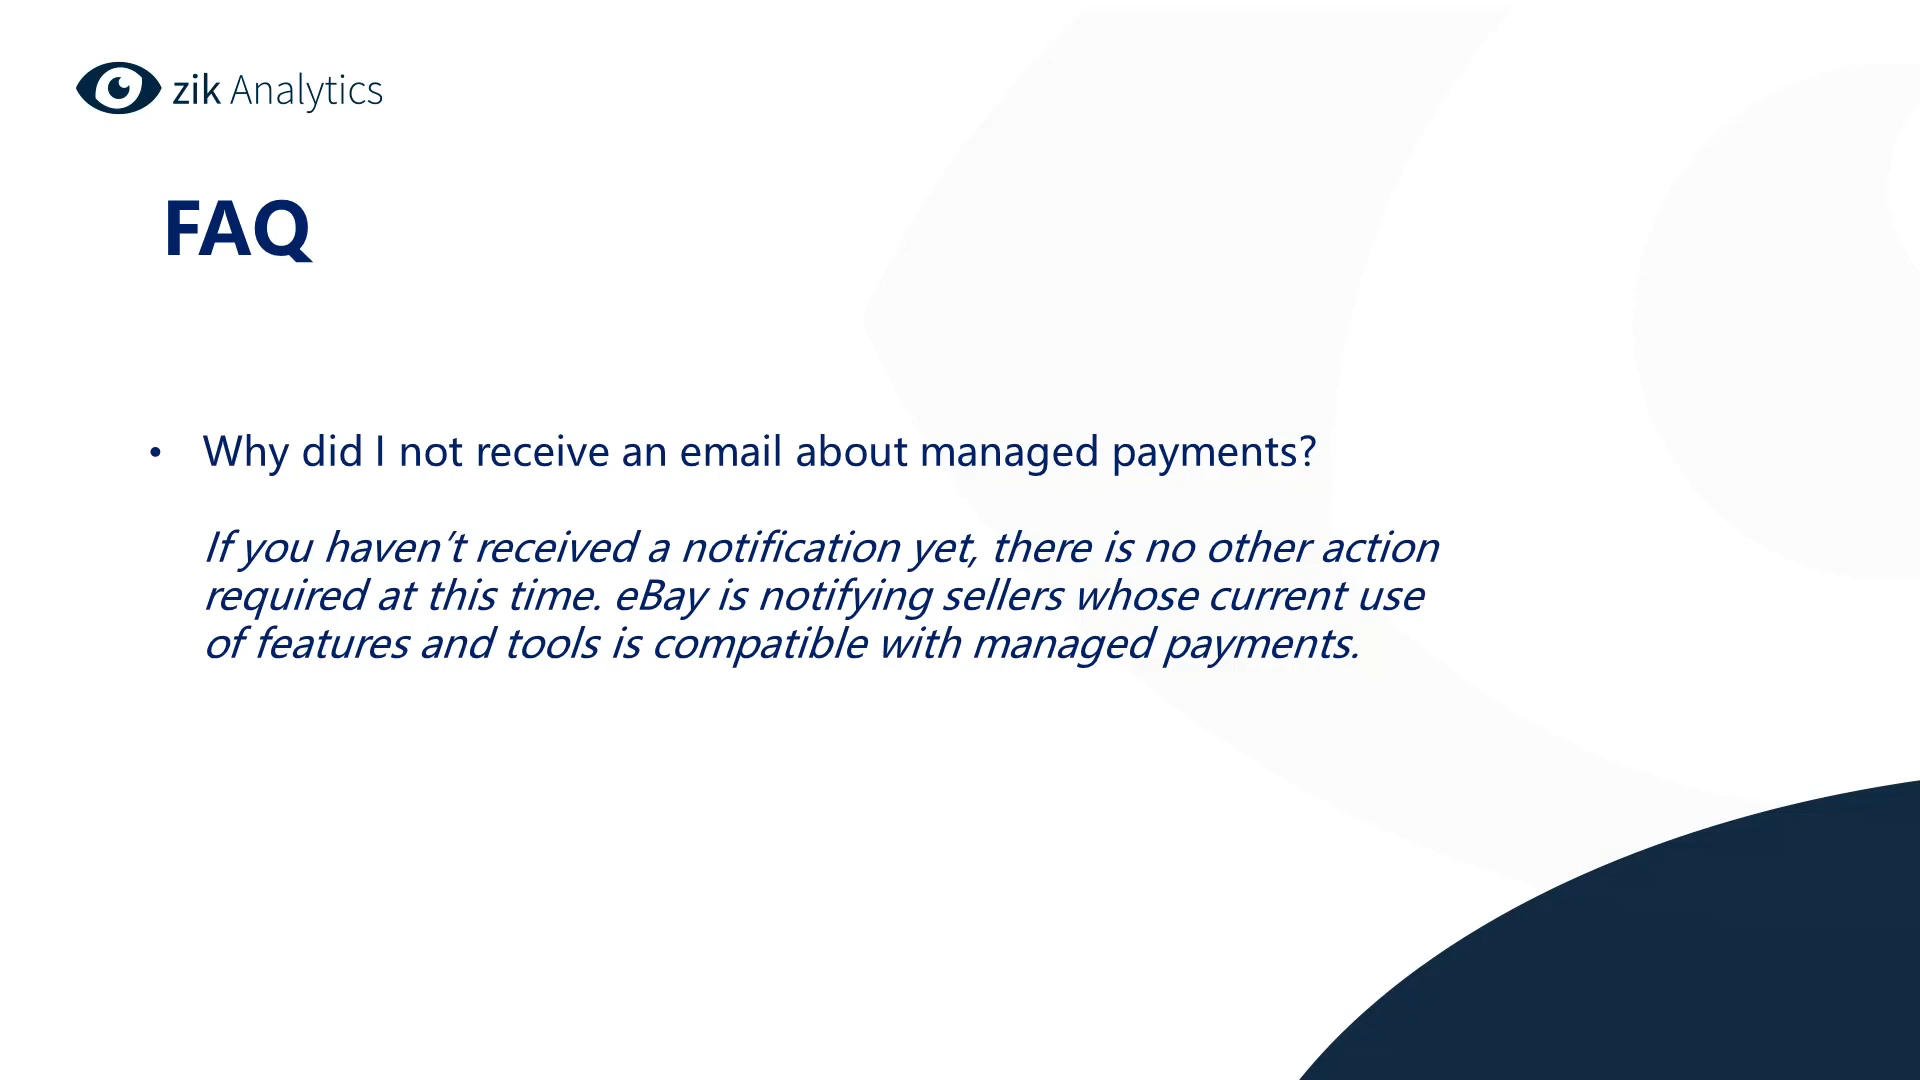 zik Analytics
FAQ
• Why did I not receive an email about managed payments?
If you haven’t received a notification yet, there is no other action
required at this time. eBay is notifying sellers whose current use
of features and tools is compatible with managed payments.